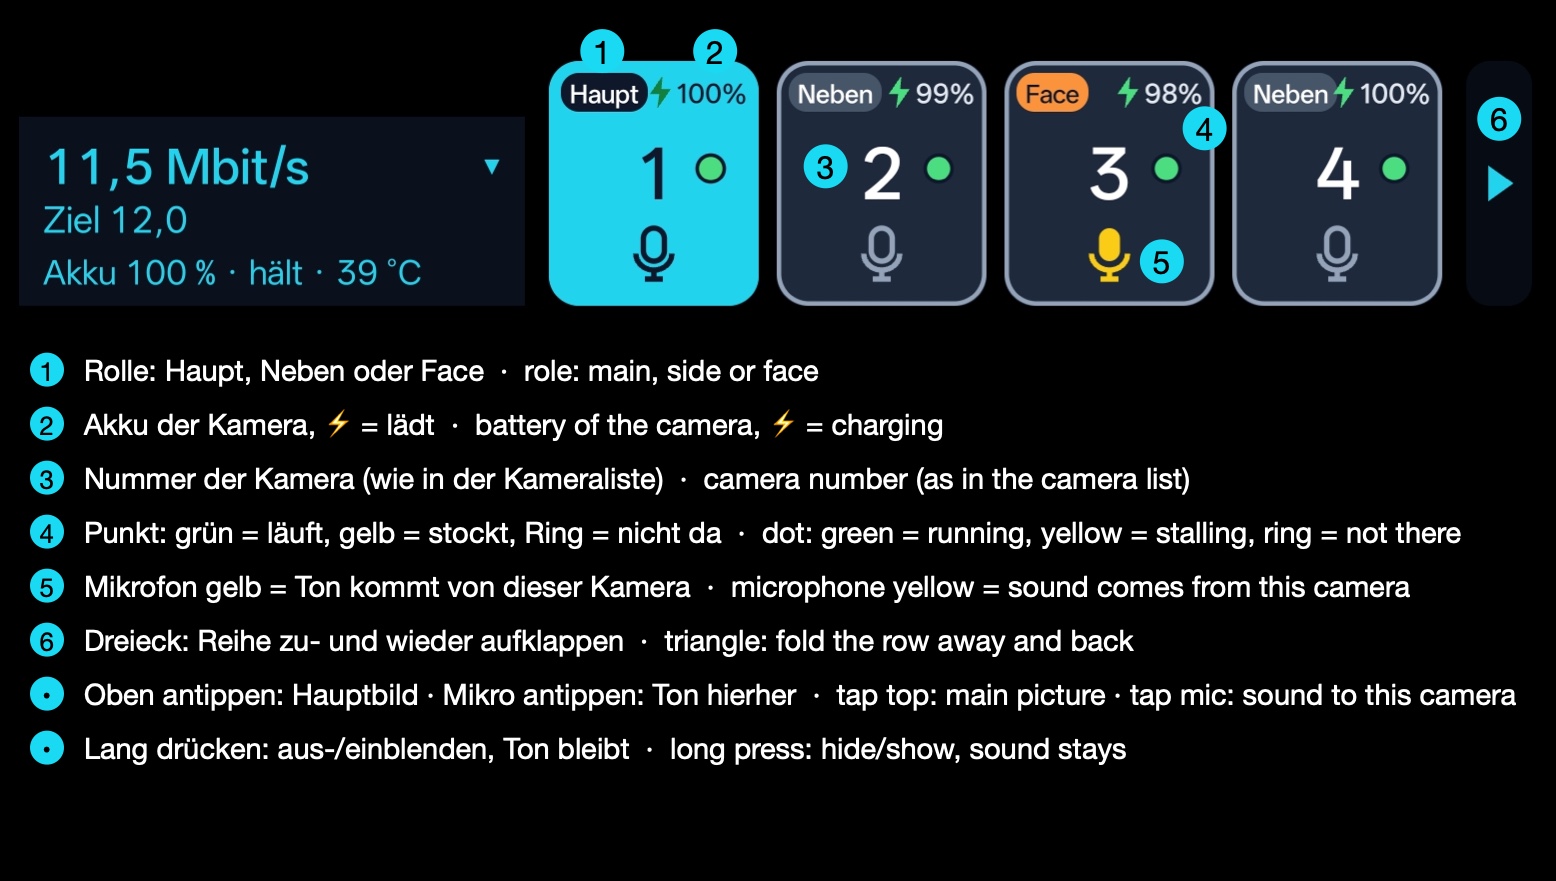 1 2
Haupt 100% Neben 99% Face 98% Neben 100%
11,5 Mbit/s ▼ 1 3 2 3 4 4 6
Ziel 12,0
Akku 100 % · hält · 39 °C 5
1 Rolle: Haupt, Neben oder Face · role: main, side or face
2 Akku der Kamera, ⚡ = lädt · battery of the camera, ⚡ = charging
3 Nummer der Kamera (wie in der Kameraliste) · camera number (as in the camera list)
4 Punkt: grün = läuft, gelb = stockt, Ring = nicht da · dot: green = running, yellow = stalling, ring = not there
5 Mikrofon gelb = Ton kommt von dieser Kamera · microphone yellow = sound comes from this camera
6 Dreieck: Reihe zu- und wieder aufklappen · triangle: fold the row away and back
• Oben antippen: Hauptbild · Mikro antippen: Ton hierher · tap top: main picture · tap mic: sound to this camera
• Lang drücken: aus-/einblenden, Ton bleibt · long press: hide/show, sound stays